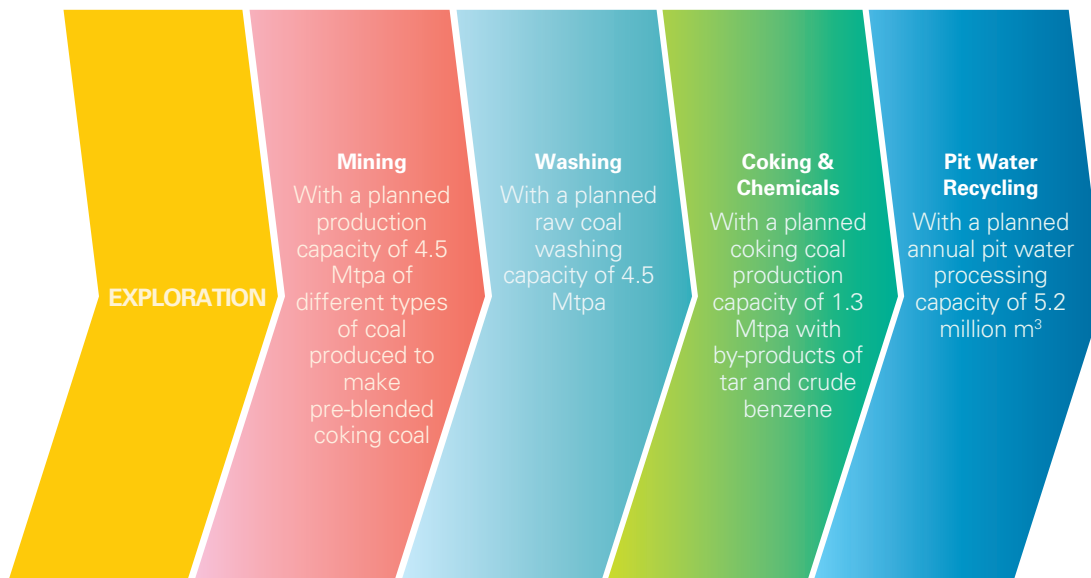 EXPLORATION
Mining
With a planned
production
capacity of 4.5
Mtpa of
different types
of coal
produced to
make
pre-blended
coking coal
Washing
With a planned
raw coal
washing
capacity of 4.5
Mtpa
Coking &
Chemicals
With a planned
coking coal
production
capacity of 1.3
Mtpa with
by-products of
tar and crude
benzene
Pit Water
Recycling
With a planned
annual pit water
processing
capacity of 5.2
million m³